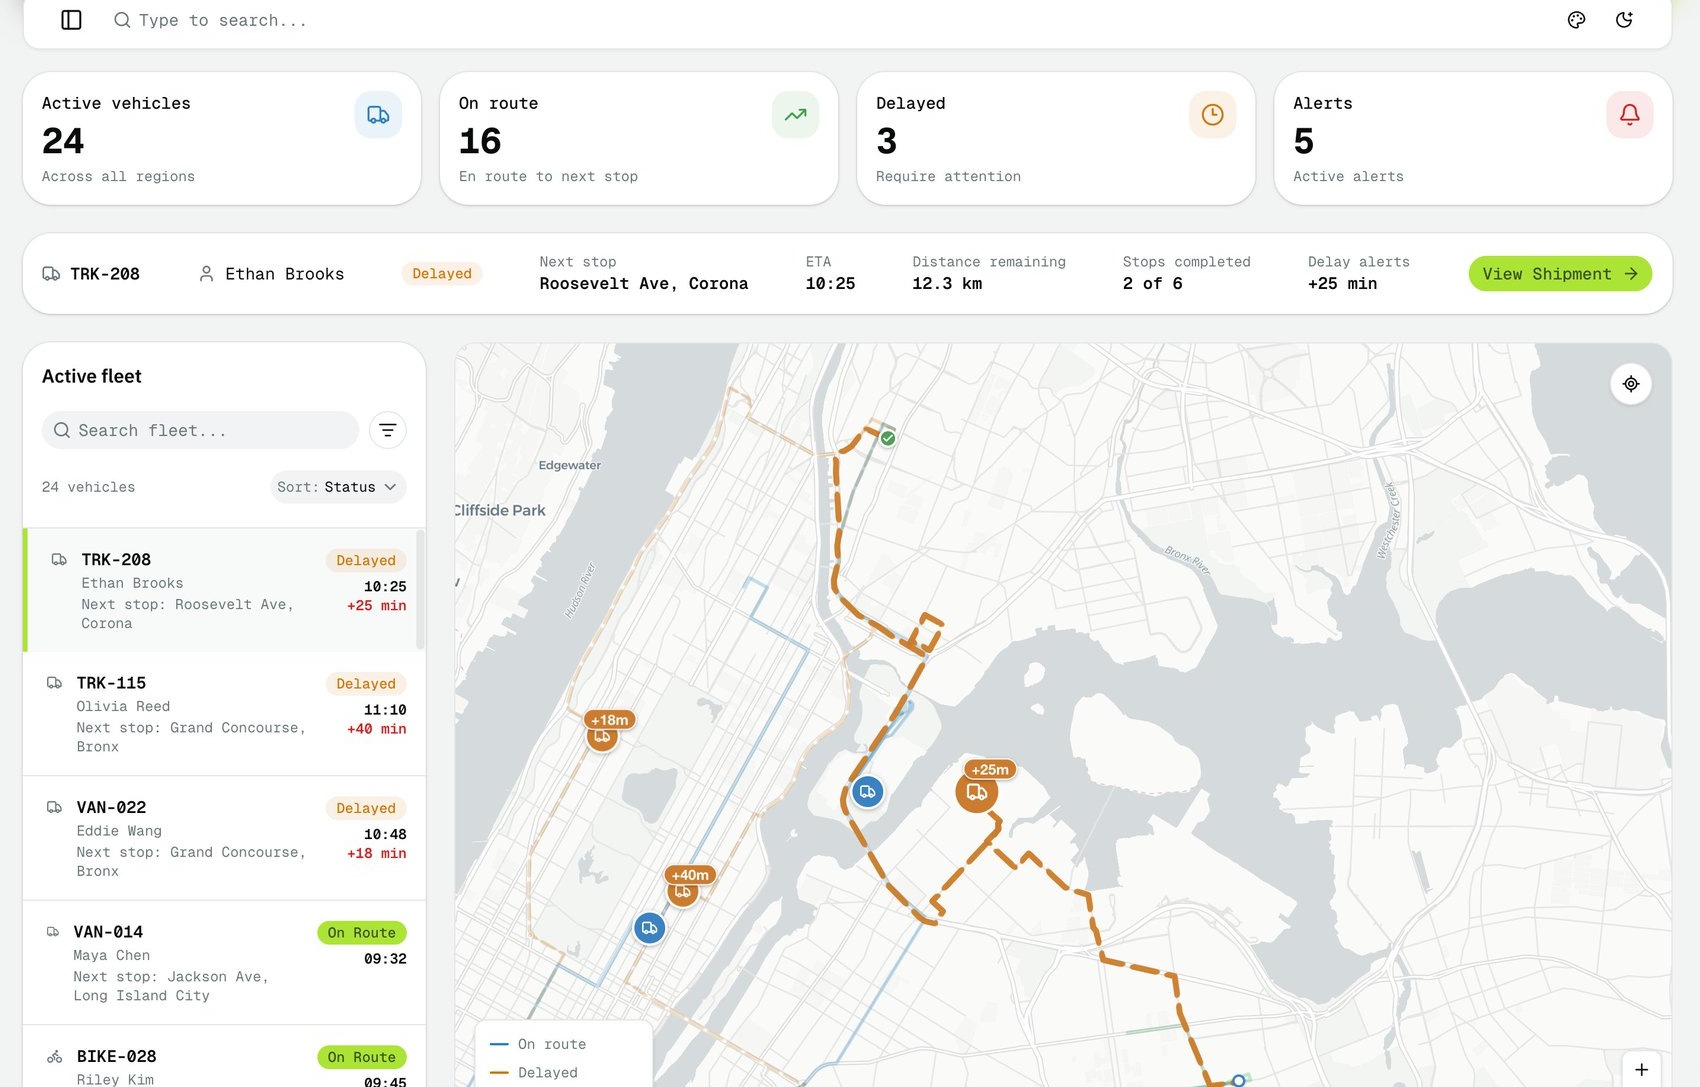 Type to search...
Active vehicles
24
Across all regions
On route
16
En route to next stop
Delayed
3
Require attention
Alerts
5
Active alerts
TRK-208
Ethan Brooks
Delayed
Next stop
Roosevelt Ave, Corona
ETA
10:25
Distance remaining
12.3 km
Stops completed
2 of 6
Delay alerts
+25 min
View Shipment
Active fleet
Search fleet...
24 vehicles
Sort: Status
TRK-208
Delayed
Ethan Brooks
10:25
Next stop: Roosevelt Ave,
Corona
+25 min
TRK-115
Delayed
Olivia Reed
11:10
Next stop: Grand Concourse,
Bronx
+40 min
VAN-022
Delayed
Eddie Wang
10:48
Next stop: Grand Concourse,
Bronx
+18 min
VAN-014
On Route
Maya Chen
09:32
Next stop: Jackson Ave,
Long Island City
BIKE-028
On Route
Riley Kim
09:45
Edgewater
Cliffside Park
Hudson River
Bronx River
Westchester Creek
+18m
+25m
+40m
On route
Delayed